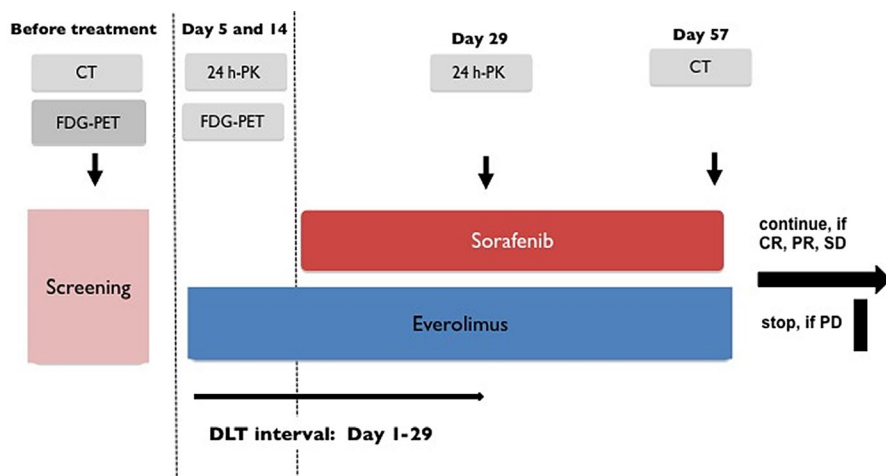 Before treatment
CT
FDG-PET
Screening
Day 5 and 14
24 h-PK
FDG-PET
Day 29
24 h-PK
Day 57
CT
Sorafenib
Everolimus
continue, if
CR, PR, SD
stop, if PD
DLT interval: Day 1-29